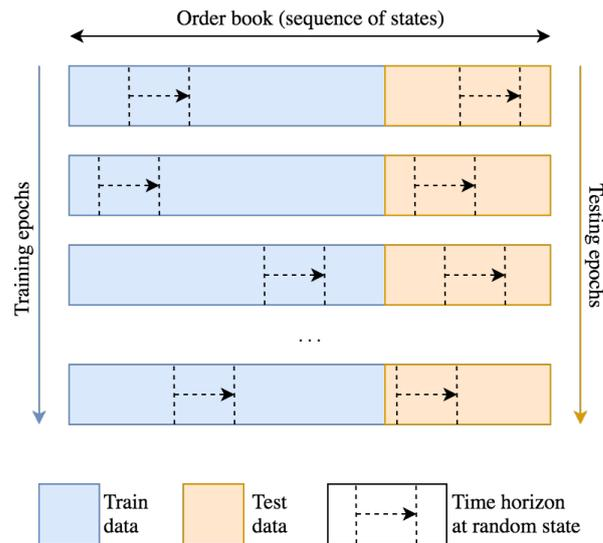 Order book (sequence of states)
Training epochs
Testing epochs
...
Train
data
Test
data
Time horizon
at random state